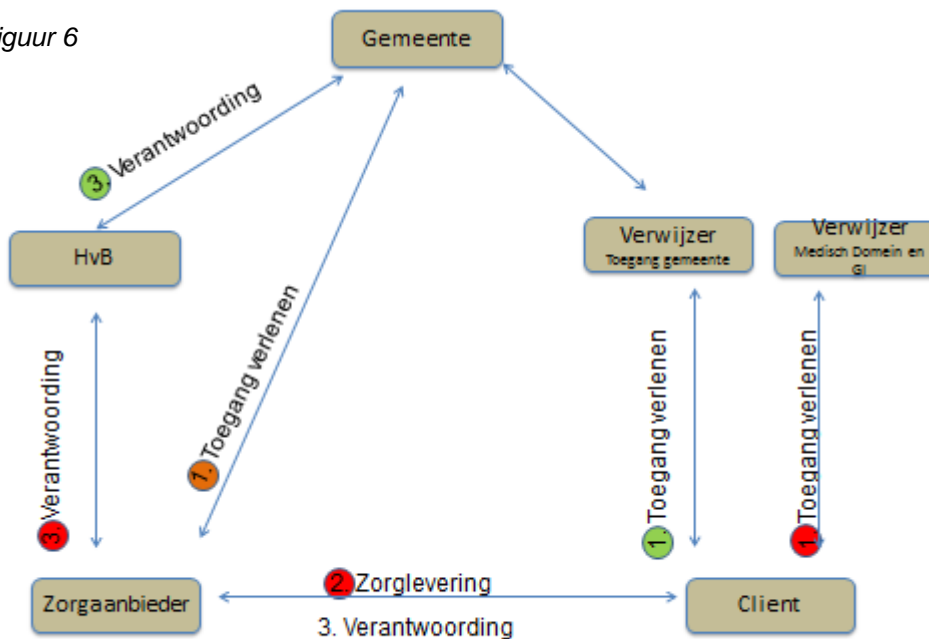 iguur 6
Gemeente
3. Verantwoording
HvB
Verwijzer
Toegang gemeente
Verwijzer
Medisch Domein en
GI
1. Toegang verlenen
3. Verantwoording
1. Toegang verlenen
1. Toegang verlenen
Zorgaanbieder
2. Zorglevering
3. Verantwoording
Client